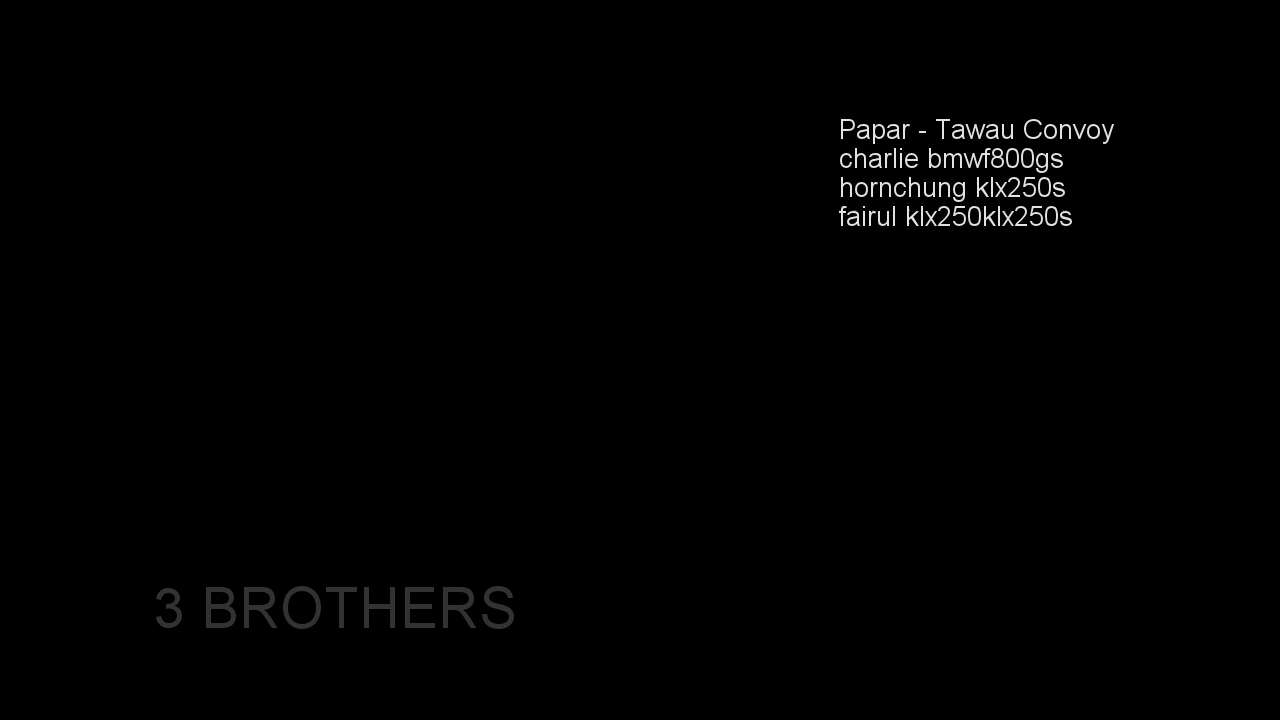 Papar - Tawau Convoy
charlie bmwf800gs
hornchung klx250s
fairul klx250klx250s
3 BROTHERS